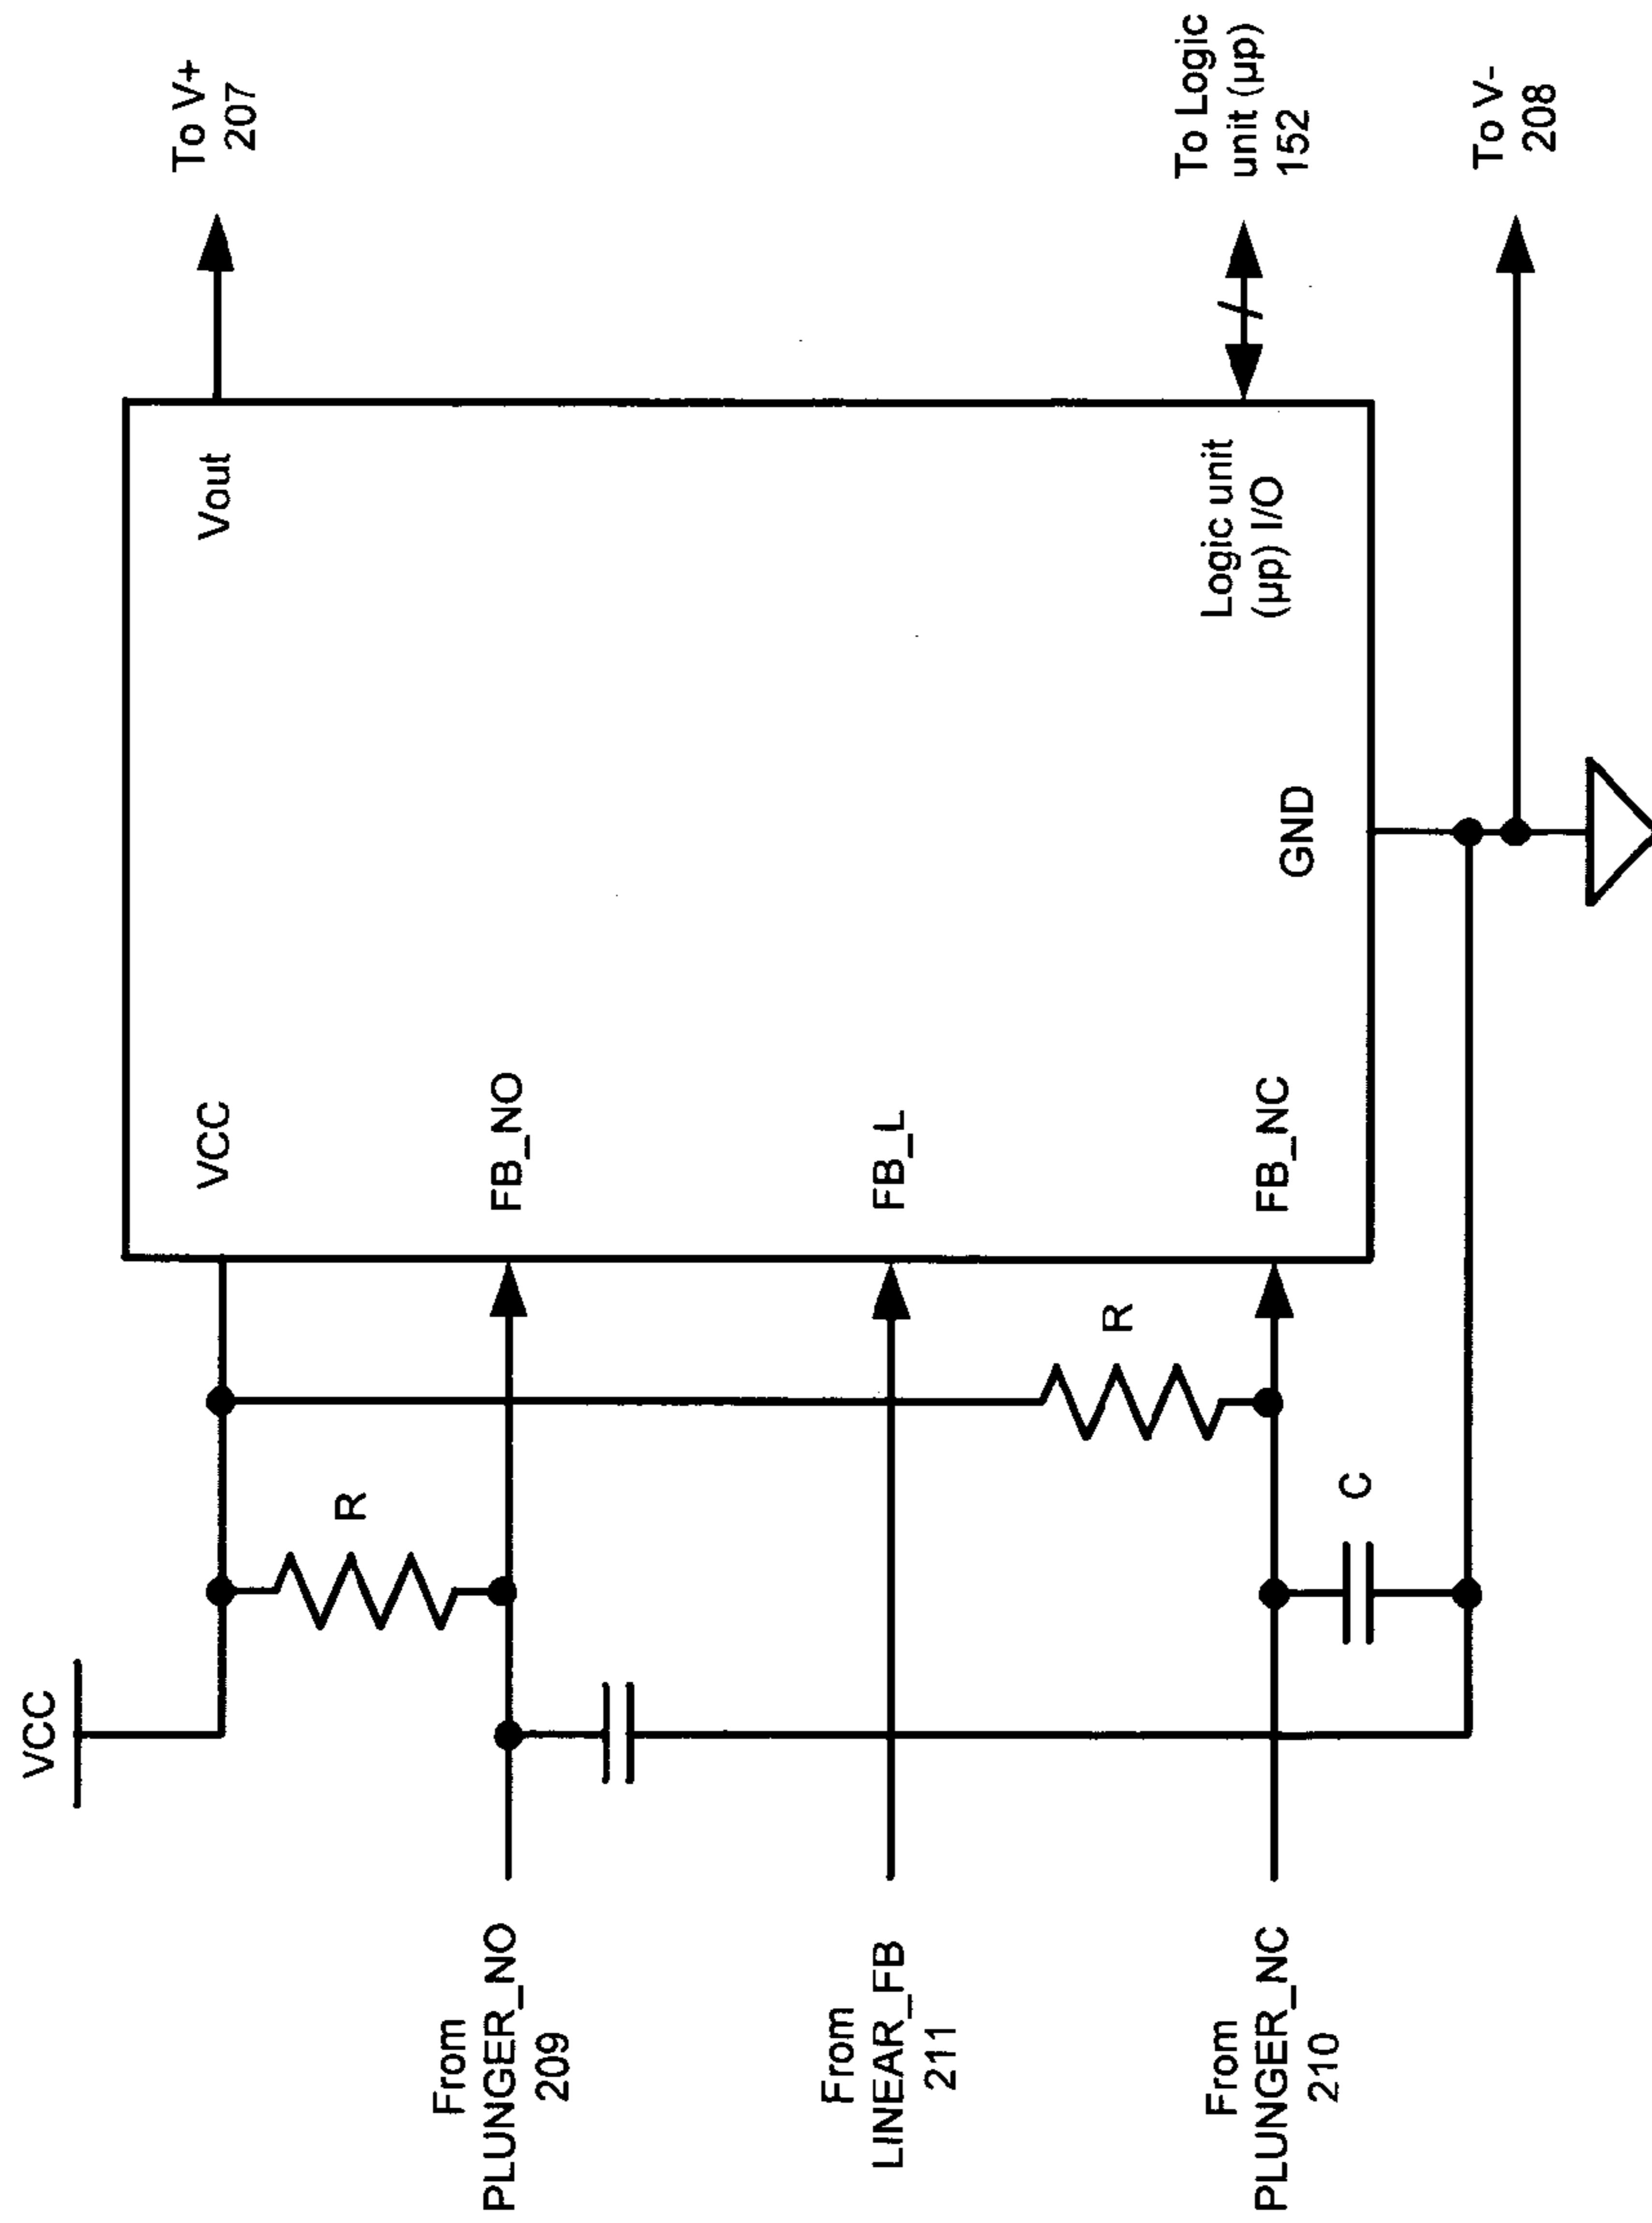 VCC
From
PLUNGER_NO
209
From
LINEAR_FB
211
From
PLUNGER_NC
210
R
C
R
VCC
FB_NO
FB_L
FB_NC
GND
Vout
Logic unit
(µp) I/O
To V+
207
To Logic
unit (µp)
152
To V-
208